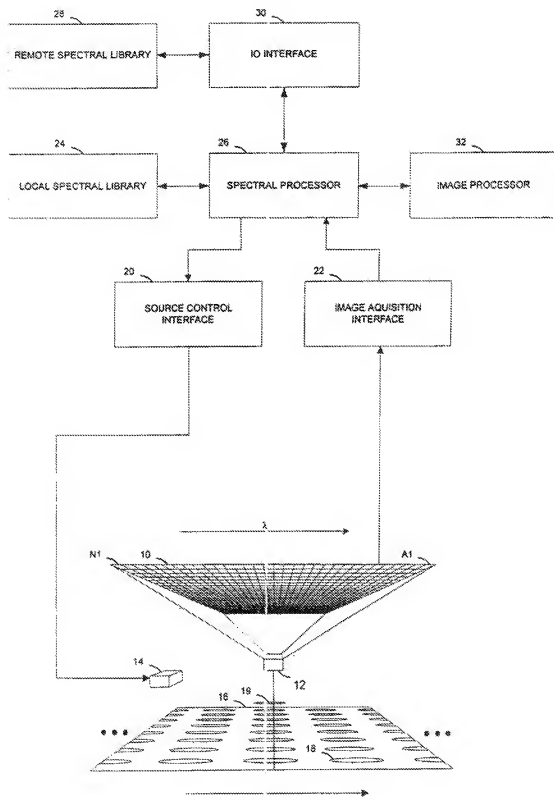 28
30
REMOTE SPECTRAL LIBRARY
IO INTERFACE
24
26
32
LOCAL SPECTRAL LIBRARY
SPECTRAL PROCESSOR
IMAGE PROCESSOR
20
22
SOURCE CONTROL
INTERFACE
IMAGE AQUISITION
INTERFACE
λ
N1
10
A1
14
12
16
19
18